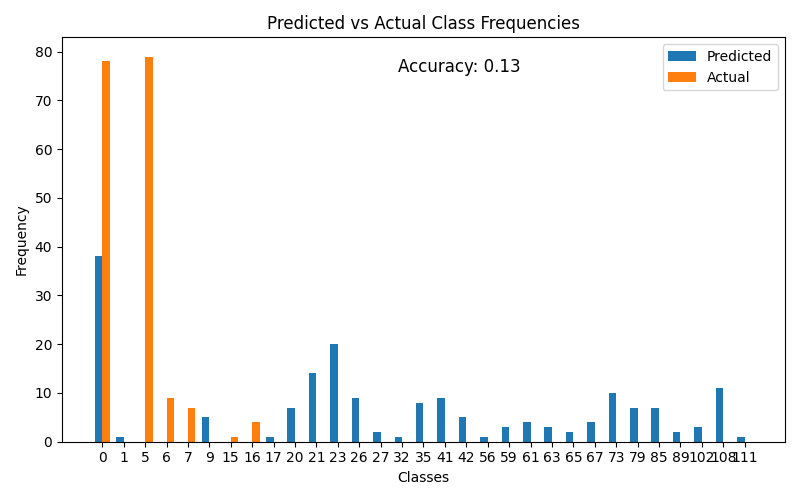 Predicted vs Actual Class Frequencies
Accuracy: 0.13
Predicted
Actual
80
70
60
50
40
30
20
10
0
Frequency
0 1 5 6 7 9 15 16 17 20 21 23 26 27 32 35 41 42 56 59 61 63 65 67 73 79 85 89 102 108 111
Classes